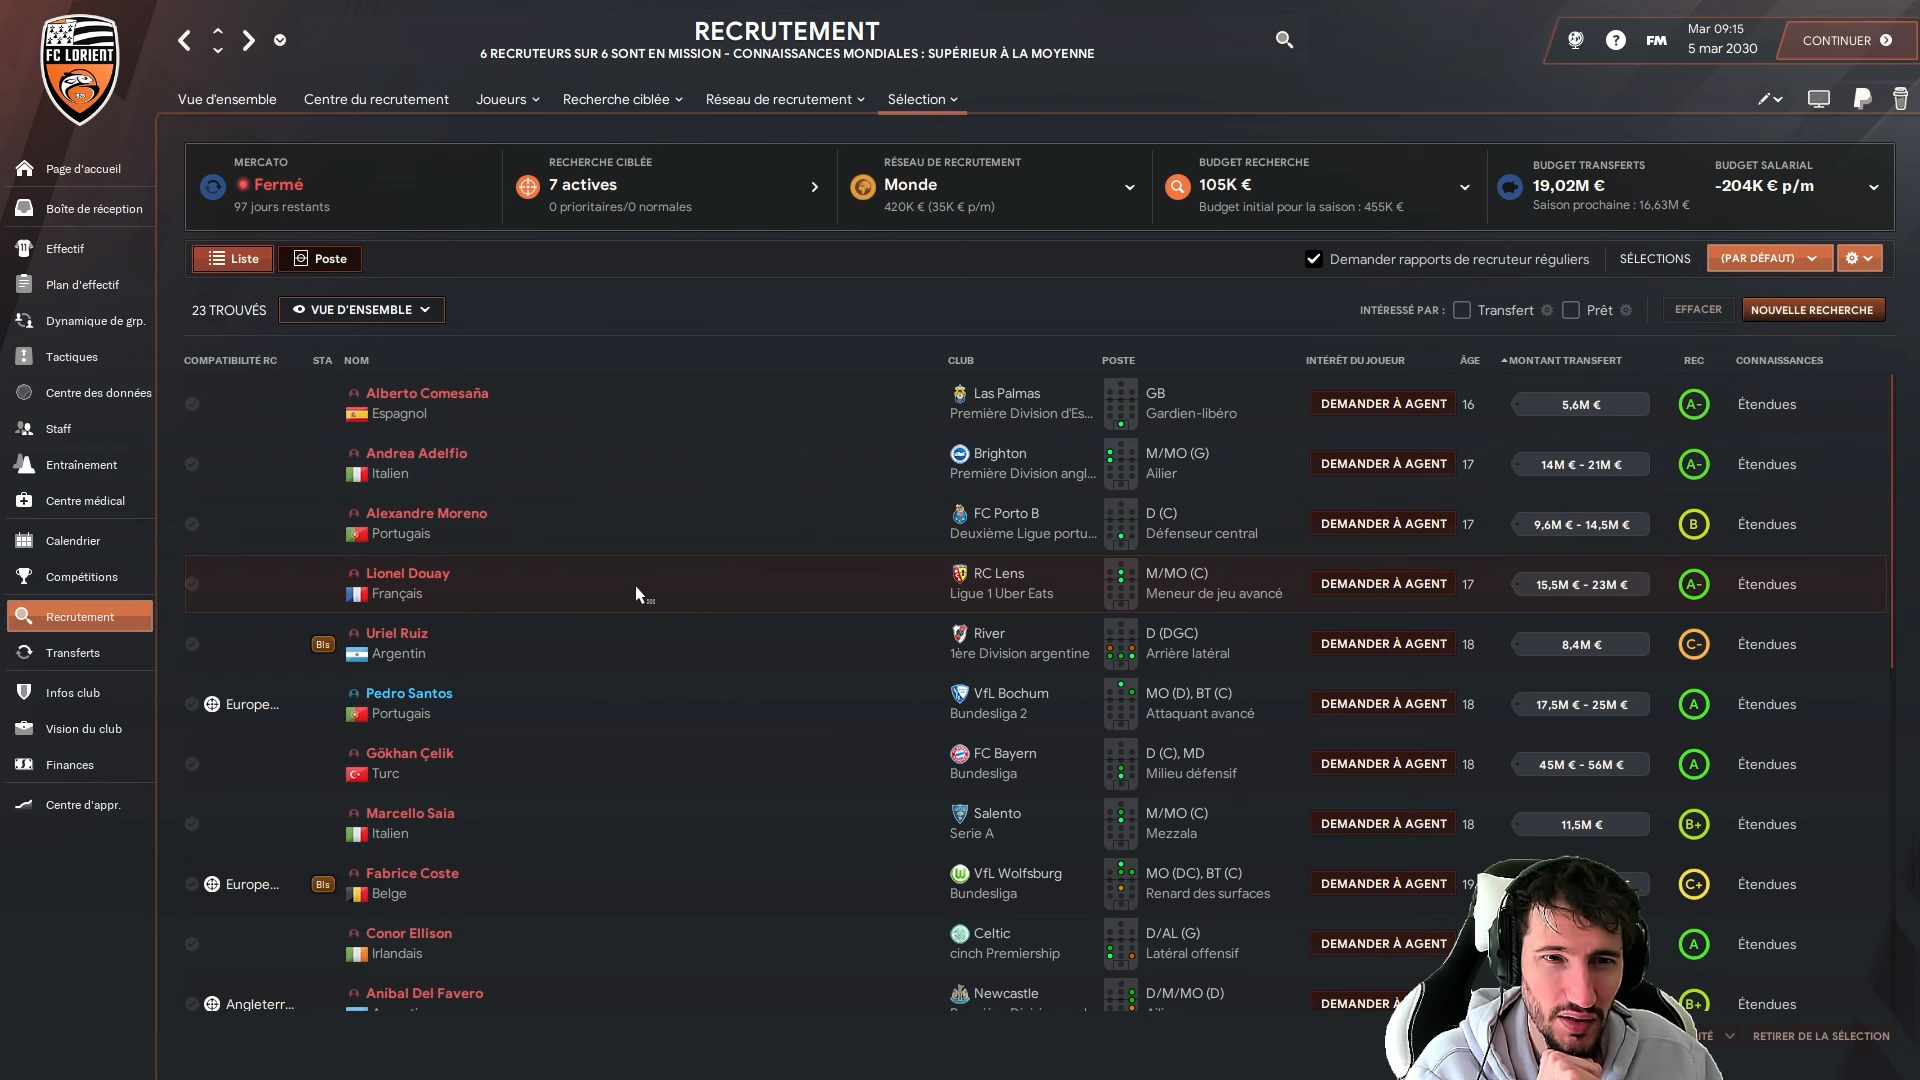 FC LORIENT
RECRUTEMENT
6 RECRUTEURS SUR 6 SONT EN MISSION - CONNAISSANCES MONDIALES : SUPÉRIEUR À LA MOYENNE
FM
Mar 09:15
5 mar 2030
CONTINUER
Vue d'ensemble
Centre du recrutement
Joueurs
Recherche ciblée
Réseau de recrutement
Sélection
Page d'accueil
Boîte de réception
Effectif
Plan d'effectif
Dynamique de grp.
Tactiques
Centre des données
Staff
Entraînement
Centre médical
Calendrier
Compétitions
Recrutement
Transferts
Infos club
Vision du club
Finances
Centre d'appr.
MERCATO
Fermé
97 jours restants
RECHERCHE CIBLÉE
7 actives
0 prioritaires/0 normales
RÉSEAU DE RECRUTEMENT
Monde
420K € (35K € p/m)
BUDGET RECHERCHE
105K €
Budget initial pour la saison : 455K €
BUDGET TRANSFERTS
19,02M €
Saison prochaine : 16,63M €
BUDGET SALARIAL
-204K € p/m
Liste
Poste
Demander rapports de recruteur réguliers
SÉLECTIONS
(PAR DÉFAUT)
23 TROUVÉS
VUE D'ENSEMBLE
INTÉRESSÉ PAR :
Transfert
Prêt
EFFACER
NOUVELLE RECHERCHE
COMPATIBILITÉ RC STA NOM CLUB POSTE INTÉRÊT DU JOUEUR ÂGE MONTANT TRANSFERT REC CONNAISSANCES
Alberto Comesaña Las Palmas GB DEMANDER À AGENT 16 5,6M € A- Étendues
Espagnol Première Division d'Es... Gardien-libéro
Andrea Adelfio Brighton M/MO (G) DEMANDER À AGENT 17 14M € - 21M € A- Étendues
Italien Première Division angl... Ailier
Alexandre Moreno FC Porto B D (C) DEMANDER À AGENT 17 9,6M € - 14,5M € B Étendues
Portugais Deuxième Ligue portu... Défenseur central
Lionel Douay RC Lens M/MO (C) DEMANDER À AGENT 17 15,5M € - 23M € A- Étendues
Français Ligue 1 Uber Eats Meneur de jeu avancé
Bls Uriel Ruiz River D (DGC) DEMANDER À AGENT 18 8,4M € C- Étendues
Argentin 1ère Division argentine Arrière latéral
Europe... Pedro Santos VfL Bochum MO (D), BT (C) DEMANDER À AGENT 18 17,5M € - 25M € A Étendues
Portugais Bundesliga 2 Attaquant avancé
Gökhan Çelik FC Bayern D (C), MD DEMANDER À AGENT 18 45M € - 56M € A Étendues
Turc Bundesliga Milieu défensif
Marcello Saia Salento M/MO (C) DEMANDER À AGENT 18 11,5M € B+ Étendues
Italien Serie A Mezzala
Europe... Bls Fabrice Coste VfL Wolfsburg MO (DC), BT (C) DEMANDER À AGENT 19 C+ Étendues
Belge Bundesliga Renard des surfaces
Conor Ellison Celtic D/AL (G) DEMANDER À AGENT A Étendues
Irlandais cinch Premiership Latéral offensif
Angleterr... Aníbal Del Favero Newcastle D/M/MO (D) DEMANDER B+ Étendues
RETIRER DE LA SÉLECTION